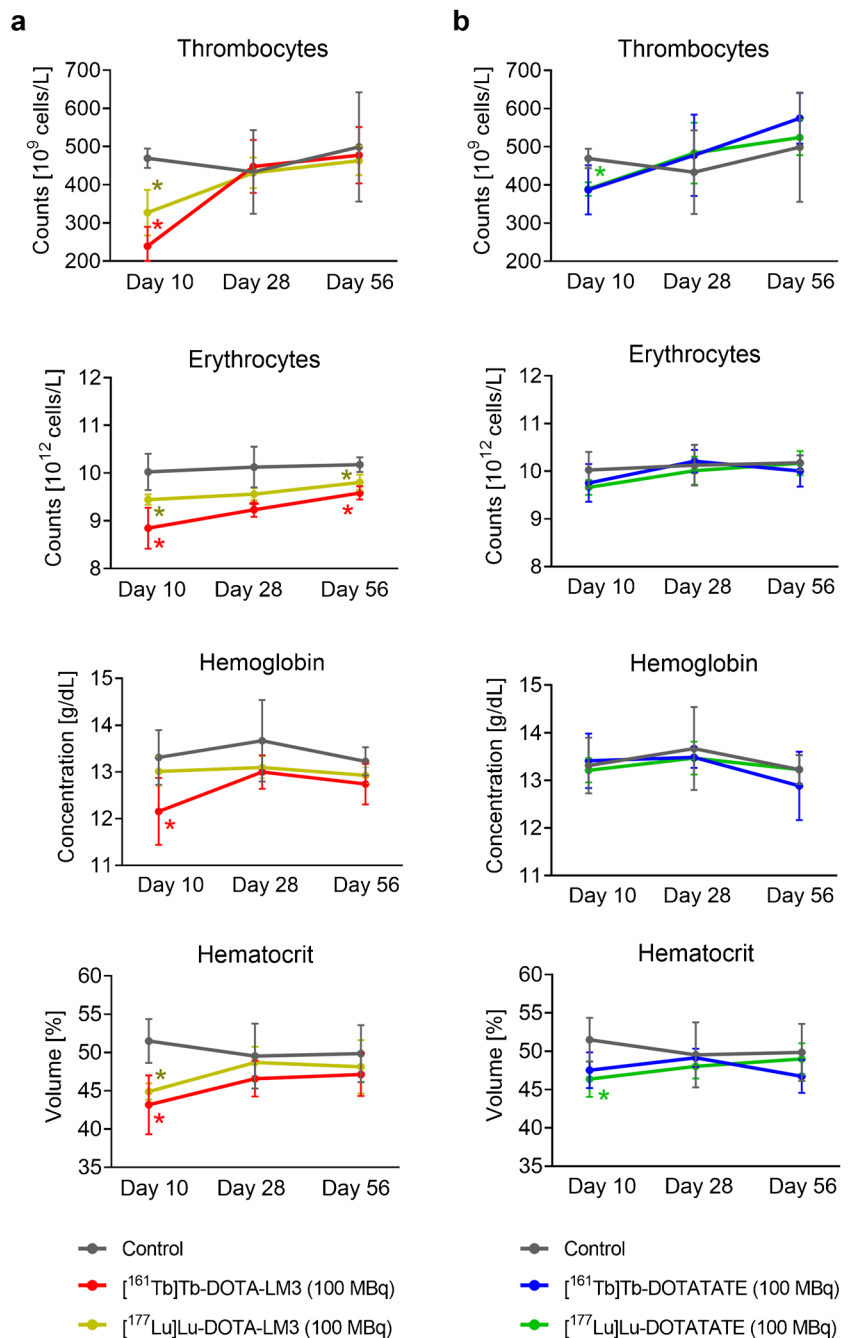 a
Thrombocytes
Counts [10⁹ cells/L]
700
600
500
400
300
200
*
*
Day 10 Day 28 Day 56
Erythrocytes
Counts [10¹² cells/L]
12
11
10
9
8
*
*
*
*
Day 10 Day 28 Day 56
Hemoglobin
Concentration [g/dL]
15
14
13
12
11
*
Day 10 Day 28 Day 56
Hematocrit
Volume [%]
60
55
50
45
40
35
*
*
Day 10 Day 28 Day 56
Control
[¹⁶¹Tb]Tb-DOTA-LM3 (100 MBq)
[¹⁷⁷Lu]Lu-DOTA-LM3 (100 MBq)
b
Thrombocytes
Counts [10⁹ cells/L]
700
600
500
400
300
200
*
Day 10 Day 28 Day 56
Erythrocytes
Counts [10¹² cells/L]
12
11
10
9
8
Day 10 Day 28 Day 56
Hemoglobin
Concentration [g/dL]
15
14
13
12
11
Day 10 Day 28 Day 56
Hematocrit
Volume [%]
60
55
50
45
40
35
*
Day 10 Day 28 Day 56
Control
[¹⁶¹Tb]Tb-DOTATATE (100 MBq)
[¹⁷⁷Lu]Lu-DOTATATE (100 MBq)